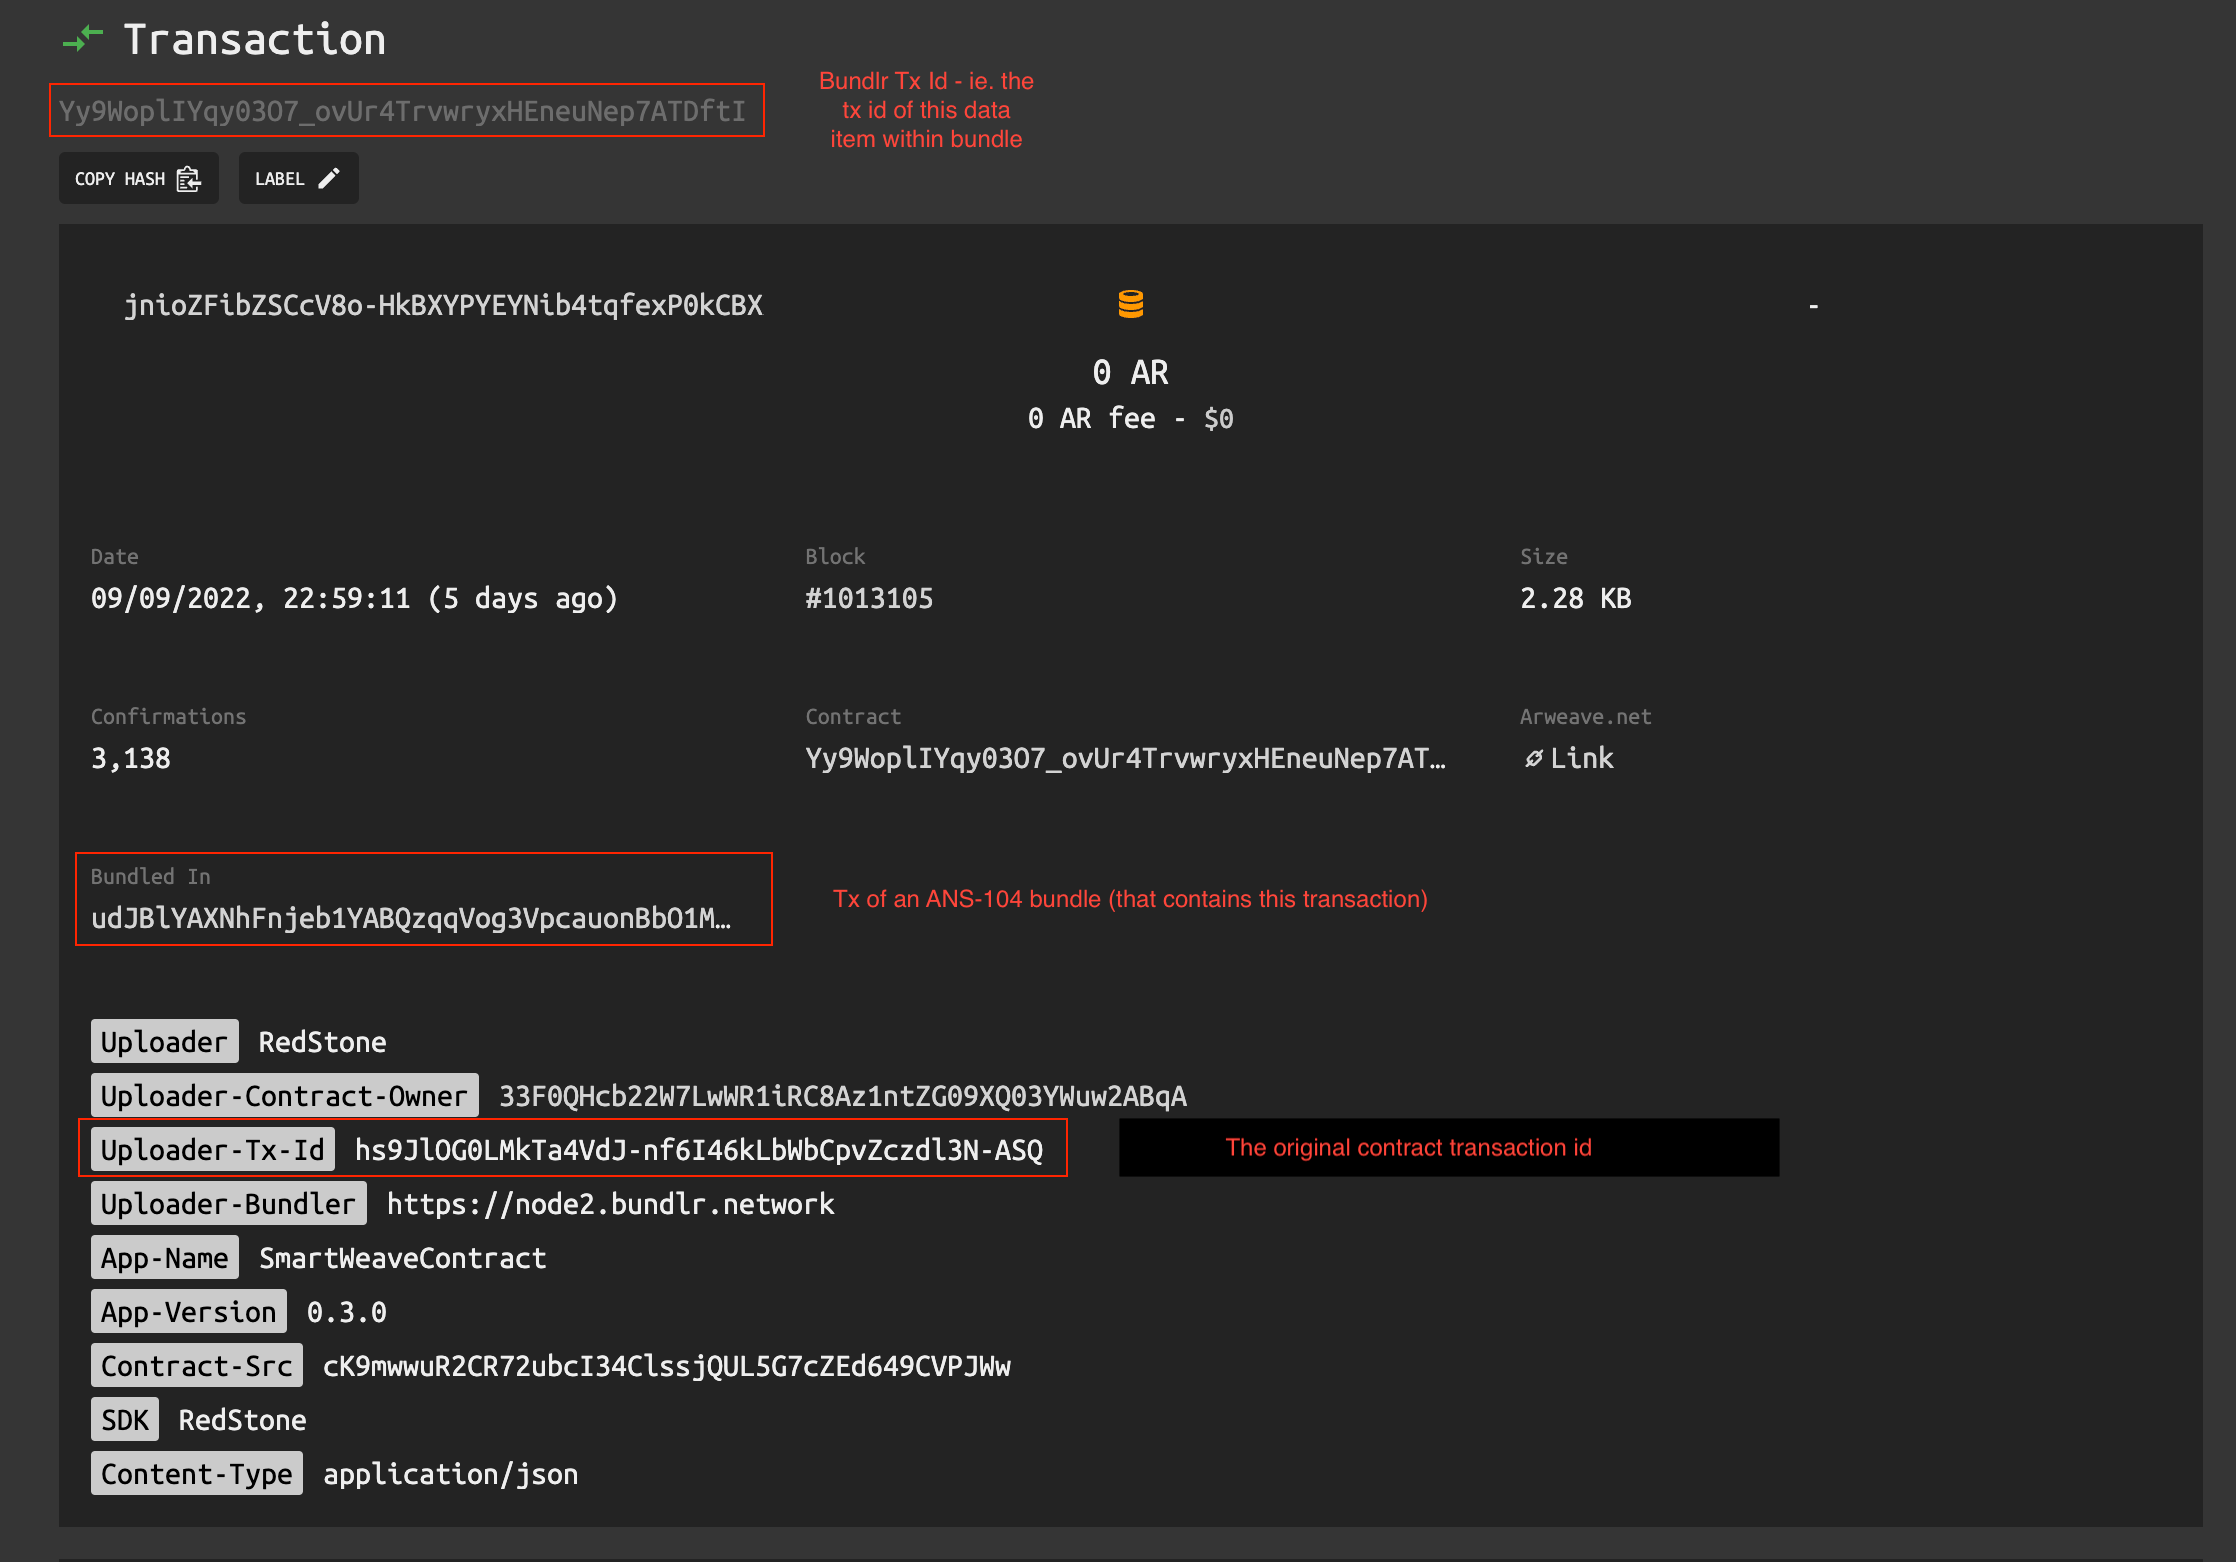 Transaction
Yy9WoplIYqy03O7_ovUr4TrvwryxHEneuNep7ATDftI
Bundlr Tx Id - ie. the
tx id of this data
item within bundle
COPY HASH
LABEL
jnioZFibZSCcV8o-HkBXYPYEYNib4tqfexP0kCBX
-
0 AR
0 AR fee - $0
Date
Block
Size
09/09/2022, 22:59:11 (5 days ago)
#1013105
2.28 KB
Confirmations
Contract
Arweave.net
3,138
Yy9WoplIYqy03O7_ovUr4TrvwryxHEneuNep7AT…
Link
Bundled In
udJBlYAXNhFnjeb1YABQzqqVog3VpcauonBbO1M…
Tx of an ANS-104 bundle (that contains this transaction)
Uploader RedStone
Uploader-Contract-Owner 33F0QHcb22W7LwWR1iRC8Az1ntZG09XQ03YWuw2ABqA
Uploader-Tx-Id hs9JlOG0LMkTa4VdJ-nf6I46kLbWbCpvZczdl3N-ASQ
The original contract transaction id
Uploader-Bundler https://node2.bundlr.network
App-Name SmartWeaveContract
App-Version 0.3.0
Contract-Src cK9mwwuR2CR72ubcI34ClssjQUL5G7cZEd649CVPJWw
SDK RedStone
Content-Type application/json